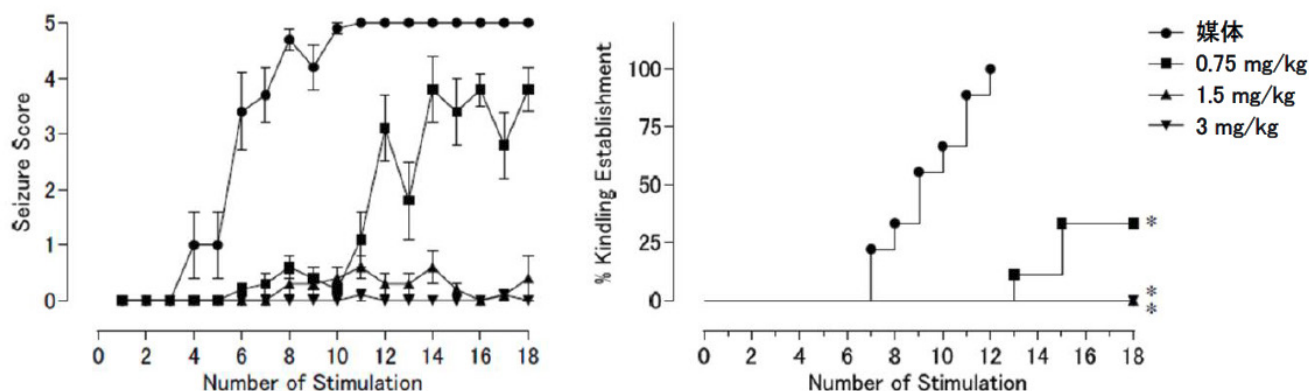 5
4
3
2
1
0
Seizure Score
0 2 4 6 8 10 12 14 16 18
Number of Stimulation
100
75
50
25
0
% Kindling Establishment
0 2 4 6 8 10 12 14 16 18
Number of Stimulation
*
*
*
媒体
0.75 mg/kg
1.5 mg/kg
3 mg/kg